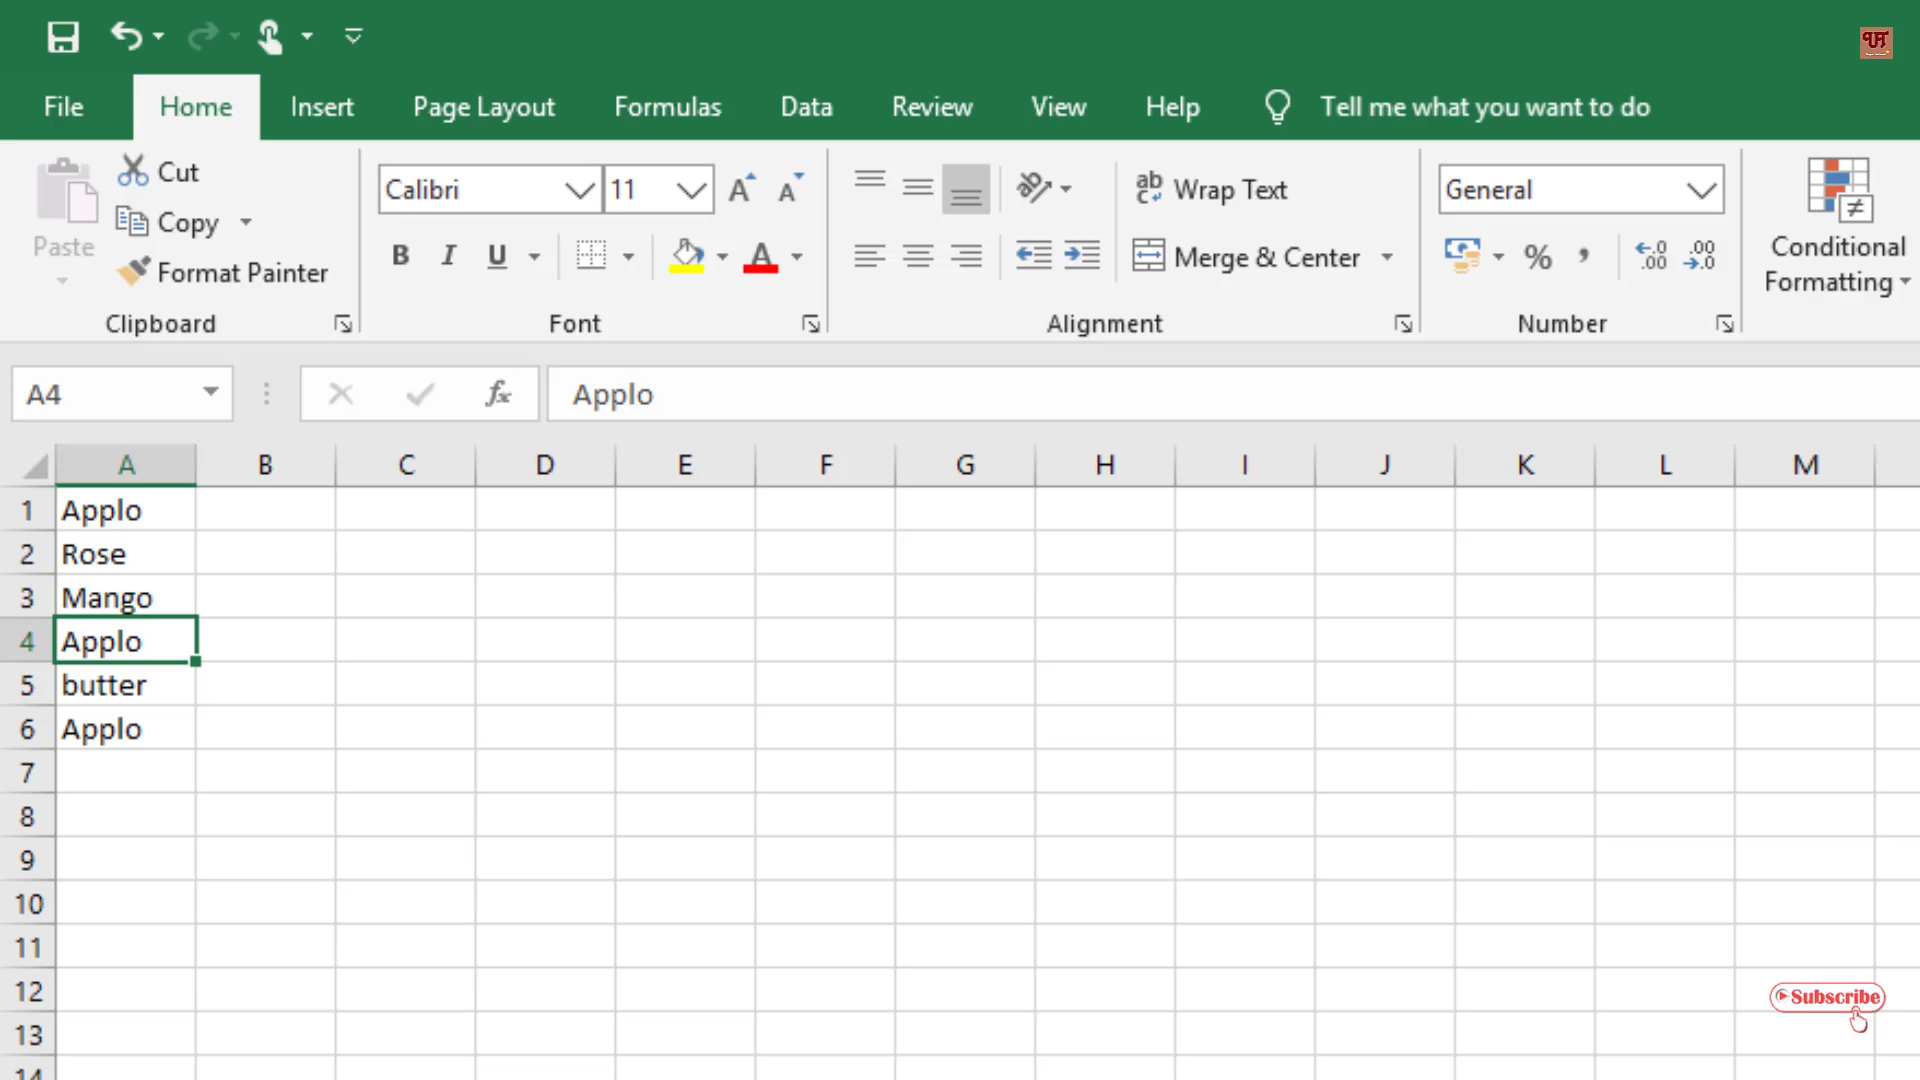 File Home Insert Page Layout Formulas Data Review View Help Tell me what you want to do
Paste
Cut
Copy
Format Painter
Clipboard
Calibri 11
B I U
Font
Wrap Text
Merge & Center
Alignment
General
% ,
Number
Conditional
Formatting
A4 fx Applo
A B C D E F G H I J K L M
1 Applo
2 Rose
3 Mango
4 Applo
5 butter
6 Applo
7
8
9
10
11
12
13
14
Subscribe